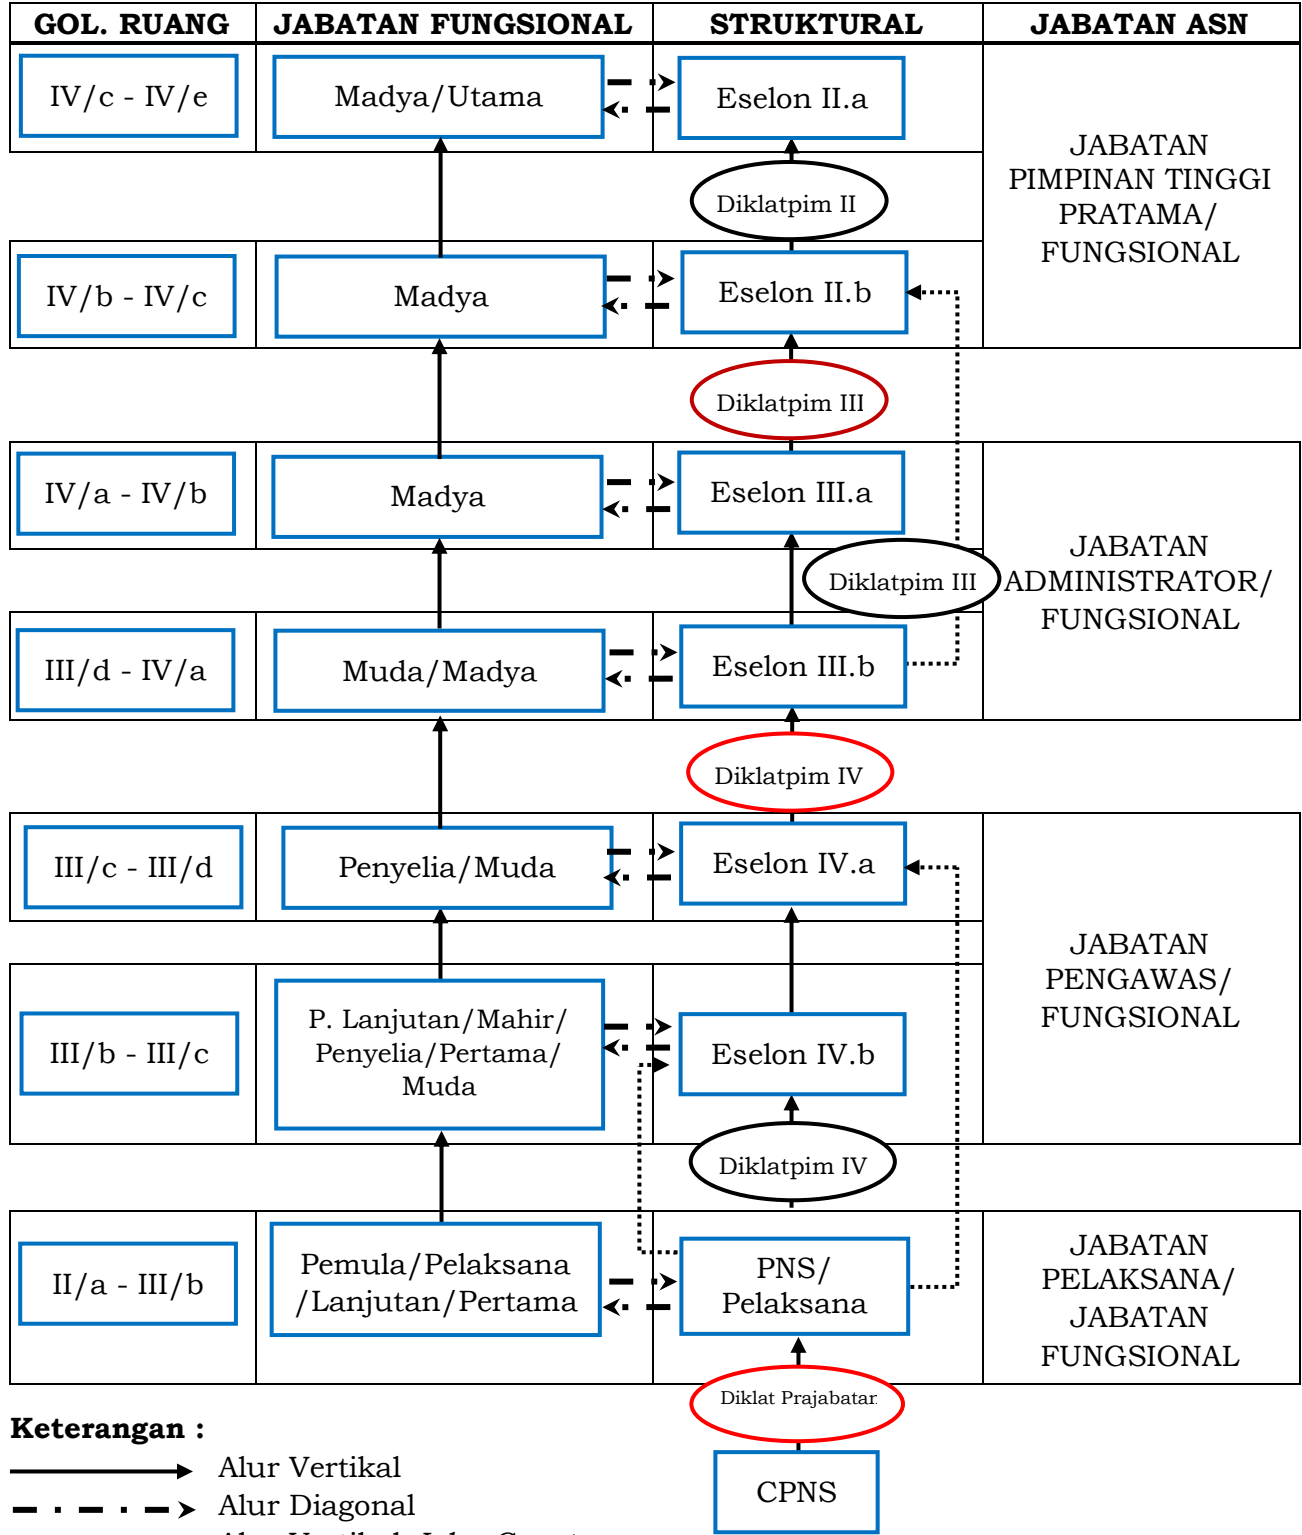 GOL. RUANG JABATAN FUNGSIONAL STRUKTURAL JABATAN ASN
IV/c - IV/e
Madya/Utama
Eselon II.a
JABATAN
PIMPINAN TINGGI
PRATAMA/
FUNGSIONAL
Diklatpim II
IV/b - IV/c
Madya
Eselon II.b
Diklatpim III
IV/a - IV/b
Madya
Eselon III.a
JABATAN
ADMINISTRATOR/
FUNGSIONAL
Diklatpim III
III/d - IV/a
Muda/Madya
Eselon III.b
Diklatpim IV
III/c - III/d
Penyelia/Muda
Eselon IV.a
JABATAN
PENGAWAS/
FUNGSIONAL
III/b - III/c
P. Lanjutan/Mahir/
Penyelia/Pertama/
Muda
Eselon IV.b
Diklatpim IV
II/a - III/b
Pemula/Pelaksana
/Lanjutan/Pertama
PNS/
Pelaksana
JABATAN
PELAKSANA/
JABATAN
FUNGSIONAL
Diklat Prajabatan
CPNS
Keterangan :
Alur Vertikal
Alur Diagonal